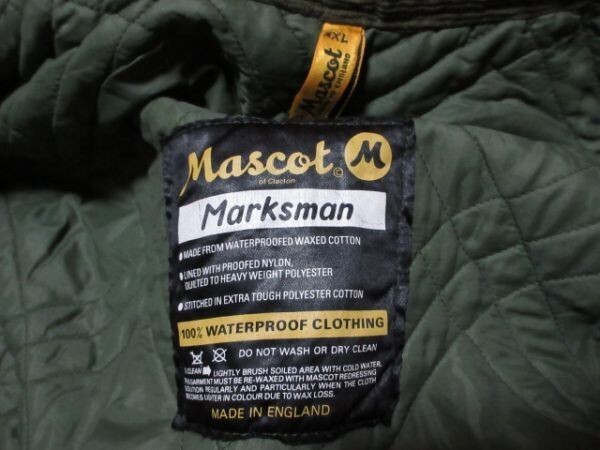 XXL
Mascot
ENGLAND
Mascot © M
of Clacton
Marksman
● MADE FROM WATERPROOFED WAXED COTTON
● LINED WITH PROOFED NYLON,
QUILTED TO HEAVY WEIGHT POLYESTER
● STITCHED IN EXTRA TOUGH POLYESTER COTTON
100% WATERPROOF CLOTHING
DO NOT WASH OR DRY CLEAN
TO CLEAN LIGHTLY BRUSH SOILED AREA WITH COLD WATER.
GARMENT MUST BE RE-WAXED WITH MASCOT REDRESSING
REGULARLY AND PARTICULARLY WHEN THE CLOTH
BECOMES LIGHTER IN COLOUR DUE TO WAX LOSS.
MADE IN ENGLAND